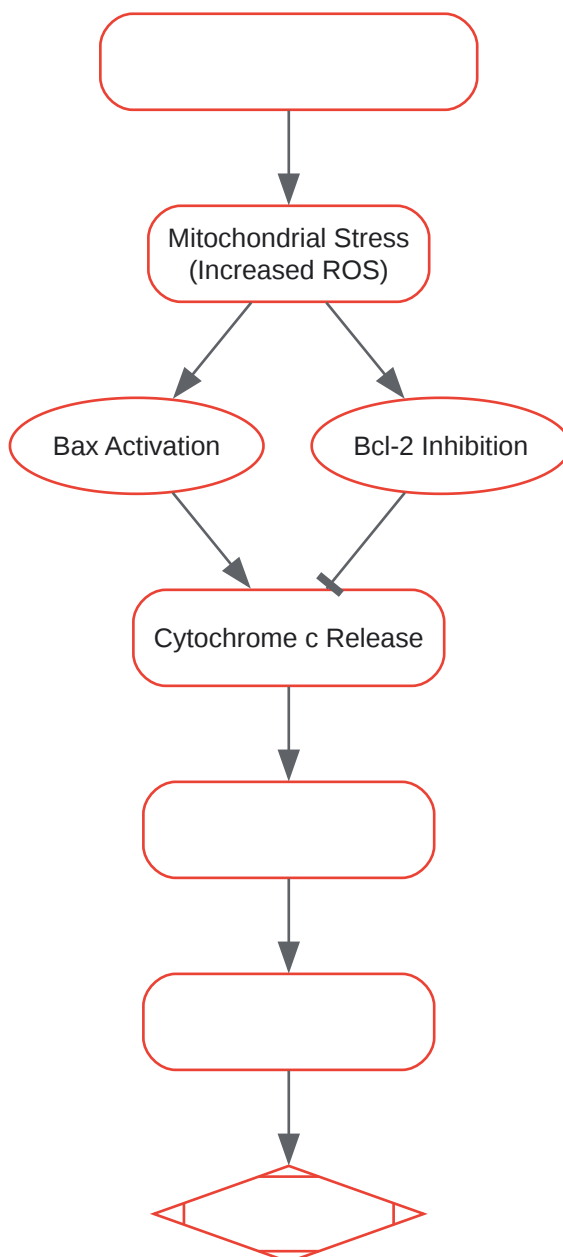 Mitochondrial Stress
(Increased ROS)
Bax Activation
Bcl-2 Inhibition
Cytochrome c Release